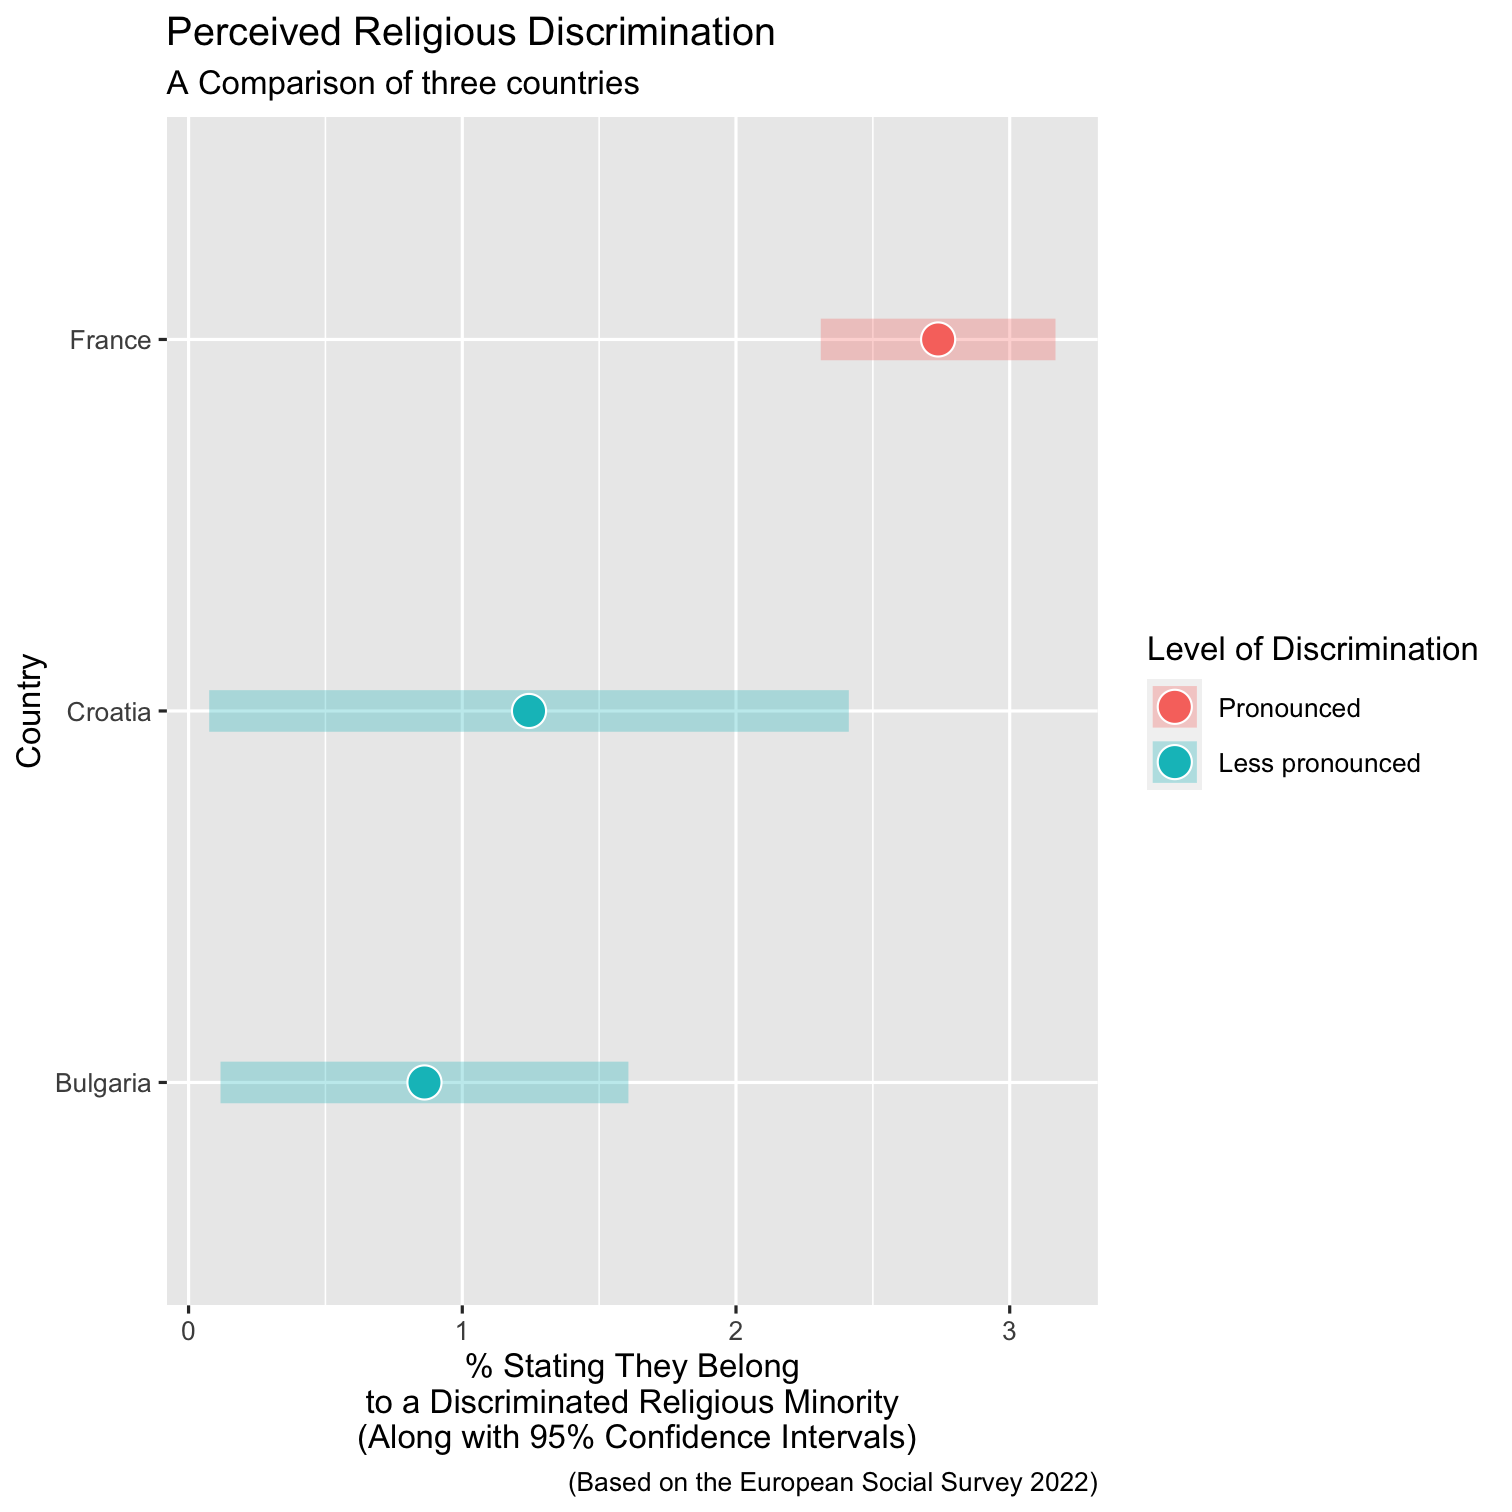 Perceived Religious Discrimination
A Comparison of three countries
France
Croatia
Bulgaria
Country
0 1 2 3
% Stating They Belong
to a Discriminated Religious Minority
(Along with 95% Confidence Intervals)
(Based on the European Social Survey 2022)
Level of Discrimination
Pronounced
Less pronounced